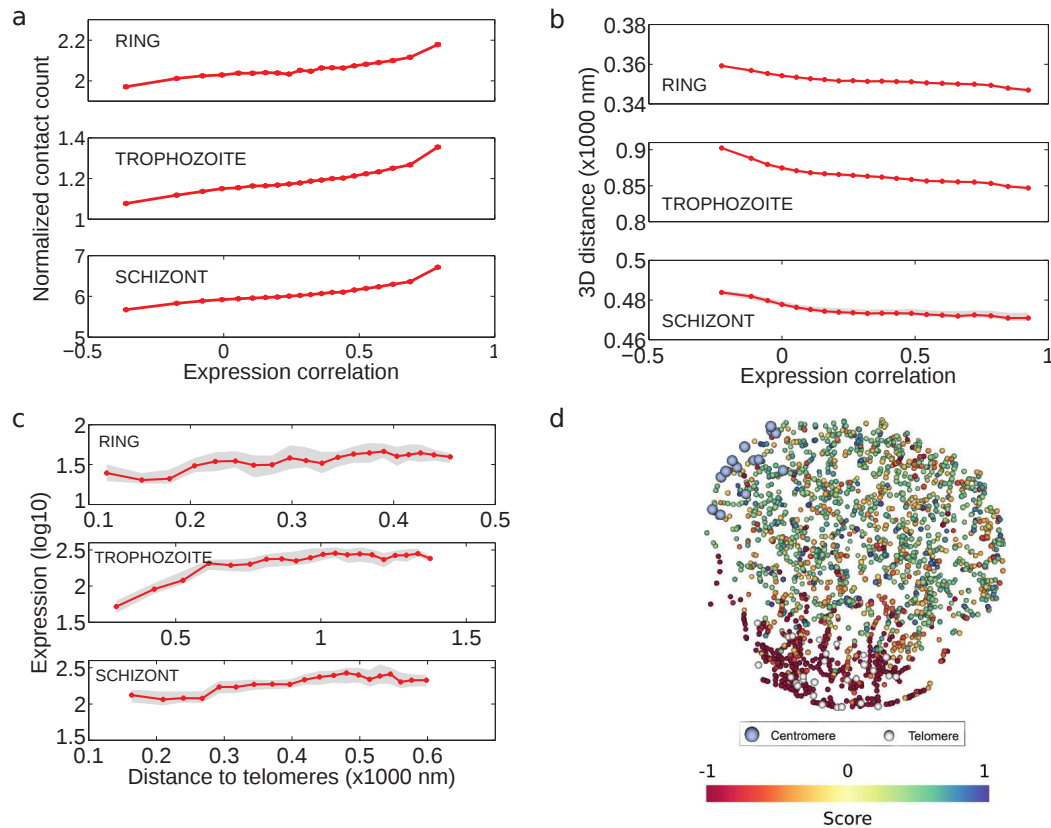 a
Normalized contact count
RING
2.2
2
TROPHOZOITE
1.4
1.2
1
SCHIZONT
7
6
5
−0.5 0 0.5 1
Expression correlation
b
3D distance (x1000 nm)
0.38
0.36
0.34
RING
0.9
0.85
0.8
TROPHOZOITE
0.5
0.48
0.46
SCHIZONT
−0.5 0 0.5 1
Expression correlation
c
Expression (log10)
RING
2
1.5
1
0.1 0.2 0.3 0.4 0.5
TROPHOZOITE
2.5
2
1.5
0.5 1 1.5
SCHIZONT
2.5
2
1.5
0.1 0.2 0.3 0.4 0.5 0.6
Distance to telomeres (x1000 nm)
d
Centromere Telomere
-1 0 1
Score